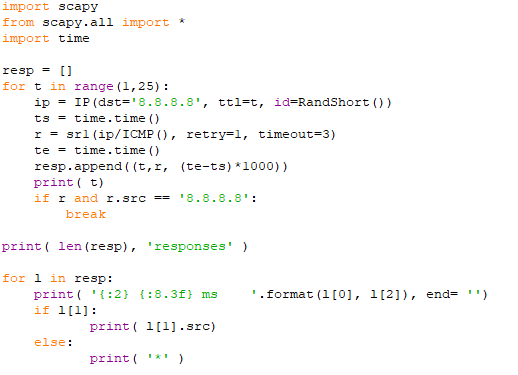 import scapy
from scapy.all import *
import time

resp = []
for t in range(1,25):
    ip = IP(dst='8.8.8.8', ttl=t, id=RandShort())
    ts = time.time()
    r = sr1(ip/ICMP(), retry=1, timeout=3)
    te = time.time()
    resp.append((t,r, (te-ts)*1000))
    print( t)
    if r and r.src == '8.8.8.8':
        break

print( len(resp), 'responses' )

for l in resp:
    print( '{:2} {:8.3f} ms    '.format(l[0], l[2]), end= '')
    if l[1]:
           print( l[1].src)
    else:
           print( '*' )